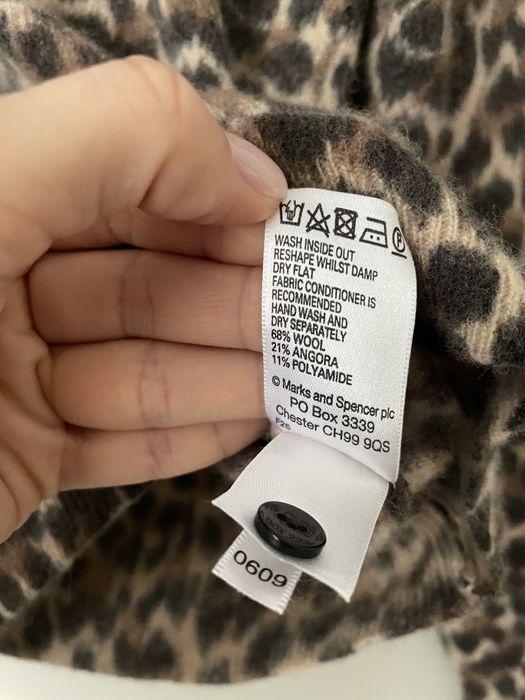 WASH INSIDE OUT
RESHAPE WHILST DAMP
DRY FLAT
FABRIC CONDITIONER IS
RECOMMENDED
HAND WASH AND
DRY SEPARATELY
68% WOOL
21% ANGORA
11% POLYAMIDE
© Marks and Spencer plc
PO Box 3339
Chester CH99 9QS
F26
0609